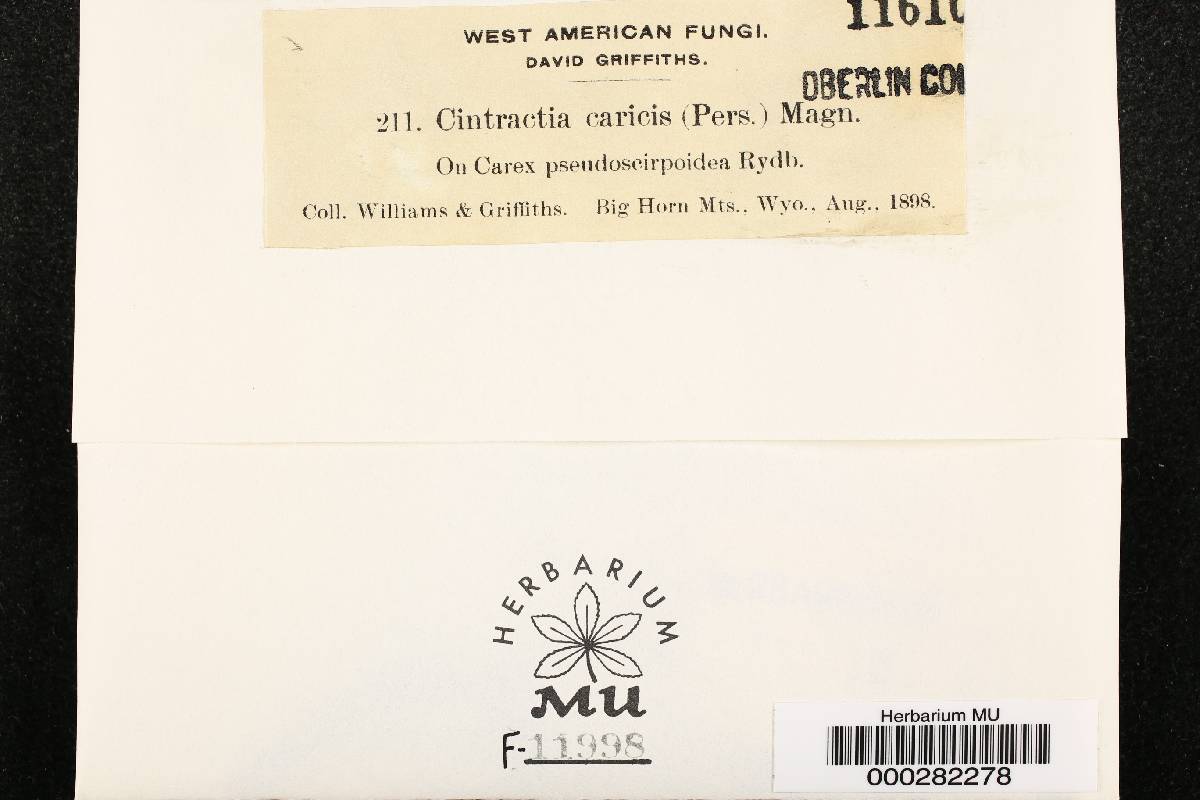 WEST AMERICAN FUNGI.
DAVID GRIFFITHS.
OBERLIN
211. Cintractia caricis (Pers.) Magn.
On Carex pseudoscirpoidea Rydb.
Coll. Williams & Griffiths. Big Horn Mts., Wyo., Aug., 1898.
HERBARIUM
MU
F-11998
Herbarium MU
000282278